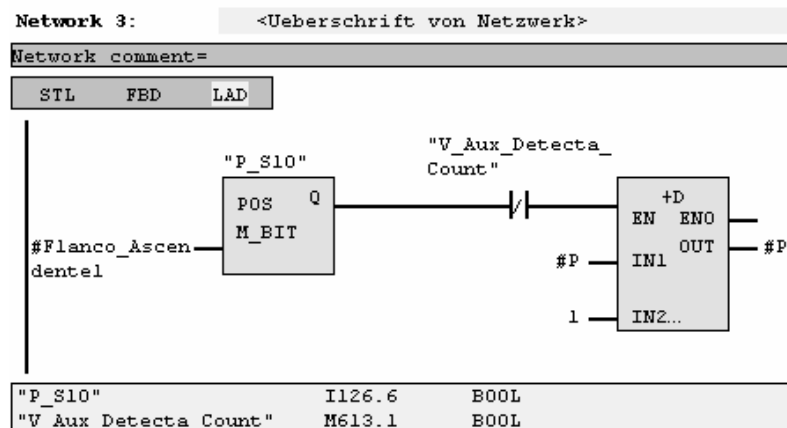 Network 3: <Ueberschrift von Netzwerk>
Network comment=
STL FBD LAD
"V_Aux_Detecta_
Count"
"P_S10"
POS Q
M_BIT
#Flanco_Ascen
dente1
+D
EN ENO
OUT #P
#P IN1
1 IN2...
"P_S10" I126.6 BOOL
"V_Aux_Detecta_Count" M613.1 BOOL